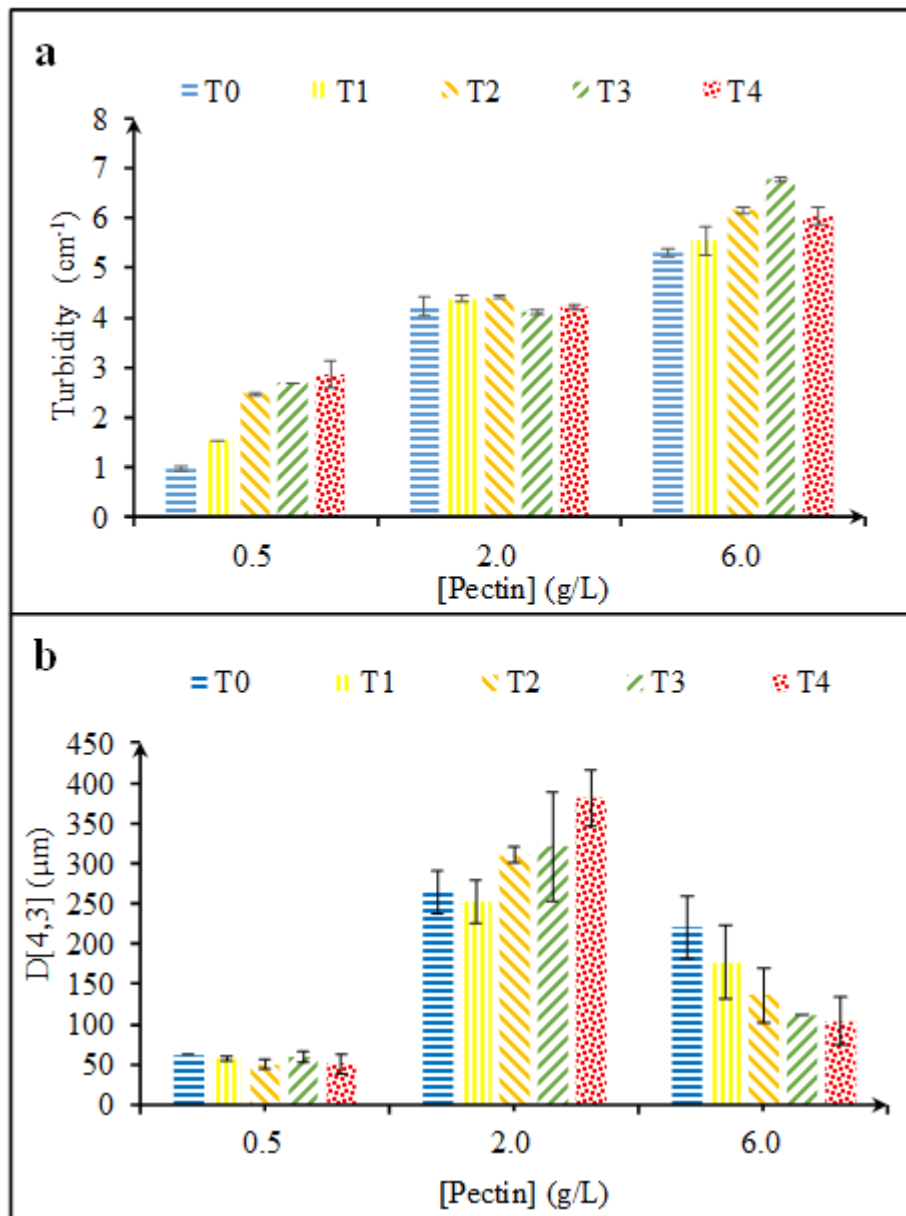 a
T0 T1 T2 T3 T4
8
7
6
5
4
3
2
1
0
Turbidity (cm⁻¹)
0.5 2.0 6.0
[Pectin] (g/L)
b
T0 T1 T2 T3 T4
450
400
350
300
250
200
150
100
50
0
D[4,3] (μm)
0.5 2.0 6.0
[Pectin] (g/L)